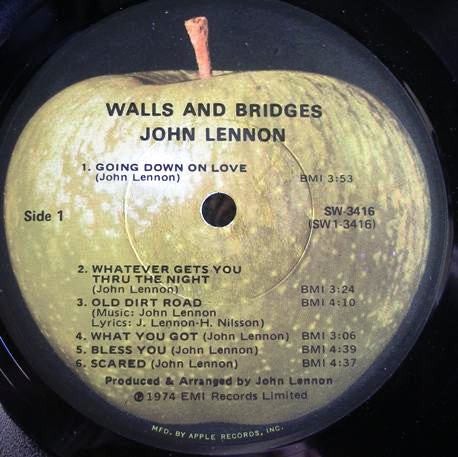 WALLS AND BRIDGES
JOHN LENNON
1. GOING DOWN ON LOVE
(John Lennon) BMI 3:53
Side 1
SW-3416
(SW1-3416)
2. WHATEVER GETS YOU
THRU THE NIGHT
(John Lennon) BMI 3:24
3. OLD DIRT ROAD BMI 4:10
(Music: John Lennon
Lyrics: J. Lennon-H. Nilsson)
4. WHAT YOU GOT (John Lennon) BMI 3:06
5. BLESS YOU (John Lennon) BMI 4:39
6. SCARED (John Lennon) BMI 4:37
Produced & Arranged by John Lennon
℗ 1974 EMI Records Limited
MFD. BY APPLE RECORDS, INC.